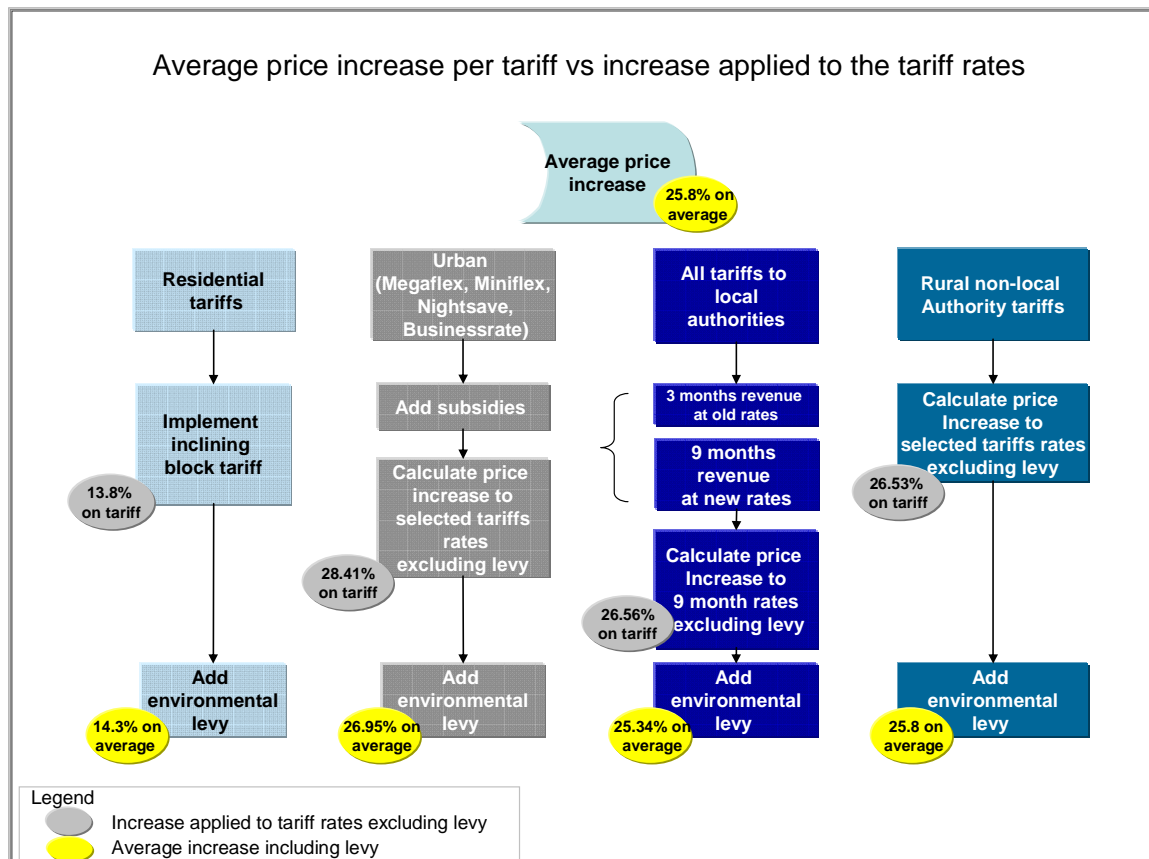 Average price increase per tariff vs increase applied to the tariff rates
Average price
increase
25.8% on
average
Residential
tariffs
Implement
inclining
block tariff
13.8%
on tariff
Add
environmental
levy
14.3% on
average
Urban
(Megaflex, Miniflex,
Nightsave,
Businessrate)
Add subsidies
Calculate price
increase to
selected tariffs
rates
excluding levy
28.41%
on tariff
Add
environmental
levy
26.95% on
average
All tariffs to
local
authorities
3 months revenue
at old rates
9 months
revenue
at new rates
Calculate price
Increase to
9 month rates
excluding levy
26.56%
on tariff
Add
environmental
levy
25.34% on
average
Rural non-local
Authority tariffs
Calculate price
Increase to
selected tariffs rates
excluding levy
26.53%
on tariff
Add
environmental
levy
25.8 on
average
Legend
Increase applied to tariff rates excluding levy
Average increase including levy